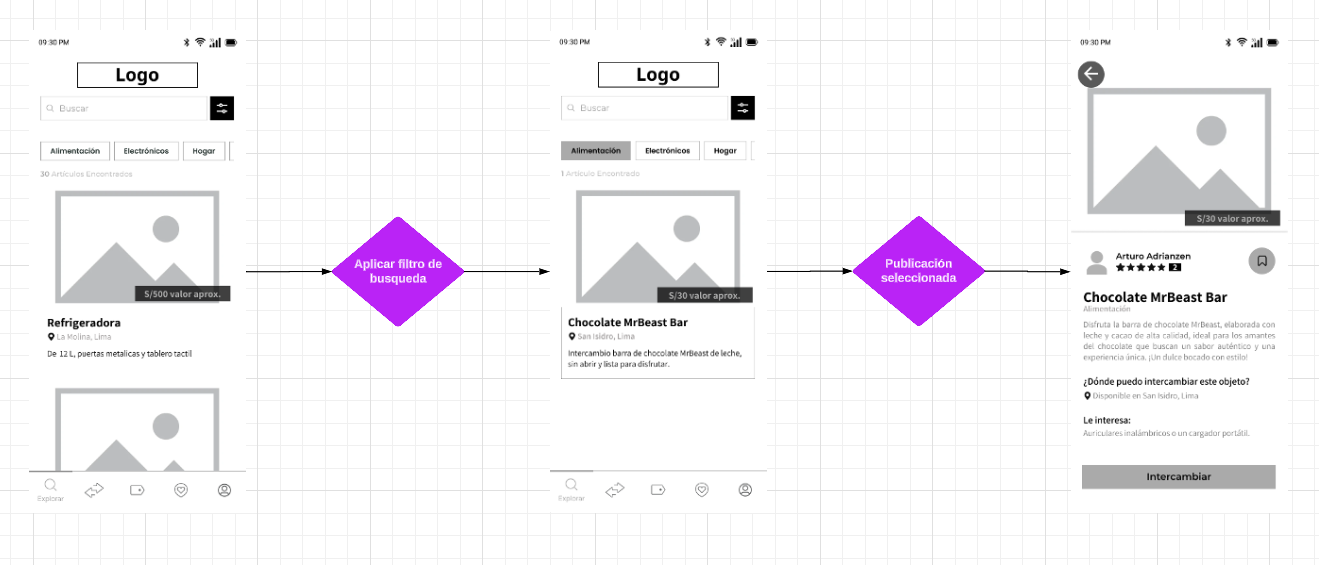 09:30 PM
Logo
Buscar
Alimentación Electrónicos Hogar
30 Artículos Encontrados
S/500 valor aprox.
Refrigeradora
La Molina, Lima
De 12 L, puertas metalicas y tablero tactil
Explorar
Aplicar filtro de
busqueda
09:30 PM
Logo
Buscar
Alimentación Electrónicos Hogar
1 Artículo Encontrado
S/30 valor aprox.
Chocolate MrBeast Bar
San Isidro, Lima
Intercambio barra de chocolate MrBeast de leche,
sin abrir y lista para disfrutar.
Explorar
Publicación
seleccionada
09:30 PM
S/30 valor aprox.
Arturo Adrianzen
2
Chocolate MrBeast Bar
Alimentación
Disfruta la barra de chocolate MrBeast, elaborada con
leche y cacao de alta calidad, ideal para los amantes
del chocolate que buscan un sabor auténtico y una
experiencia única. ¡Un dulce bocado con estilo!
¿Dónde puedo intercambiar este objeto?
Disponible en San Isidro, Lima
Le interesa:
Auriculares inalámbricos o un cargador portátil.
Intercambiar